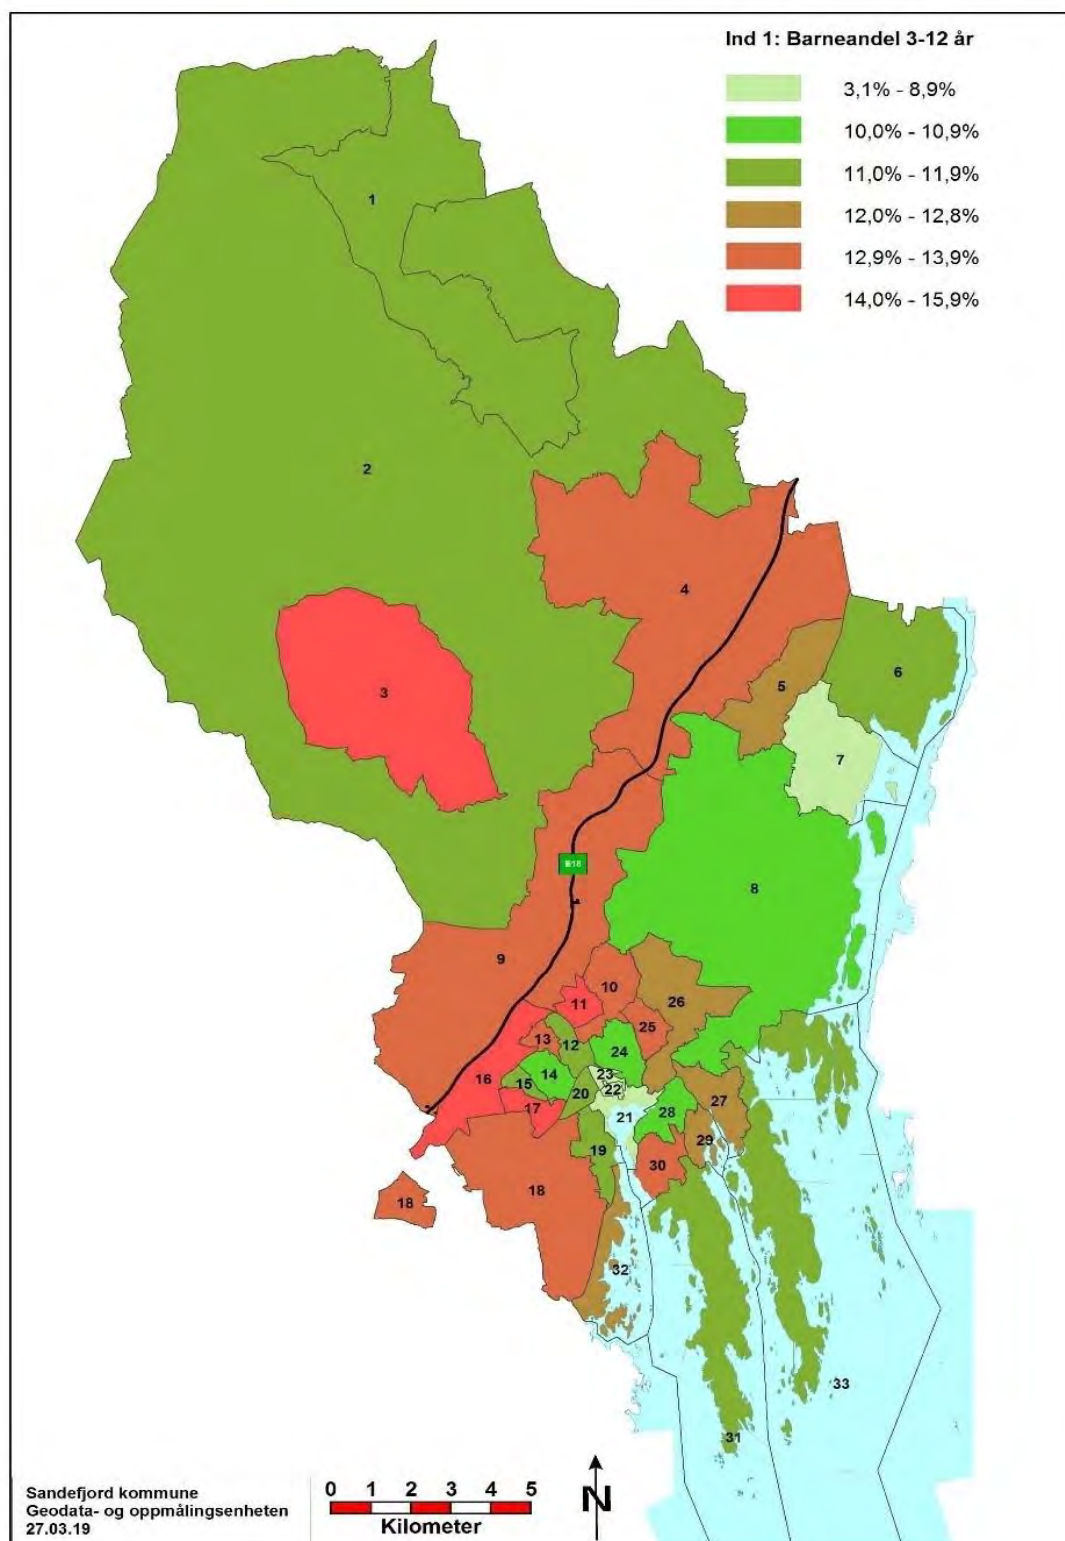 Ind 1: Barneandel 3-12 år
3,1% - 8,9%
10,0% - 10,9%
11,0% - 11,9%
12,0% - 12,8%
12,9% - 13,9%
14,0% - 15,9%
1
2
3
4
5
6
7
E18
8
9
10
11
26
25
13
12
24
16
15
14
23
22
20
17
21
28
27
29
19
30
18
18
32
33
31
Sandefjord kommune
Geodata- og oppmålingsenheten
27.03.19
0 1 2 3 4 5
Kilometer
N